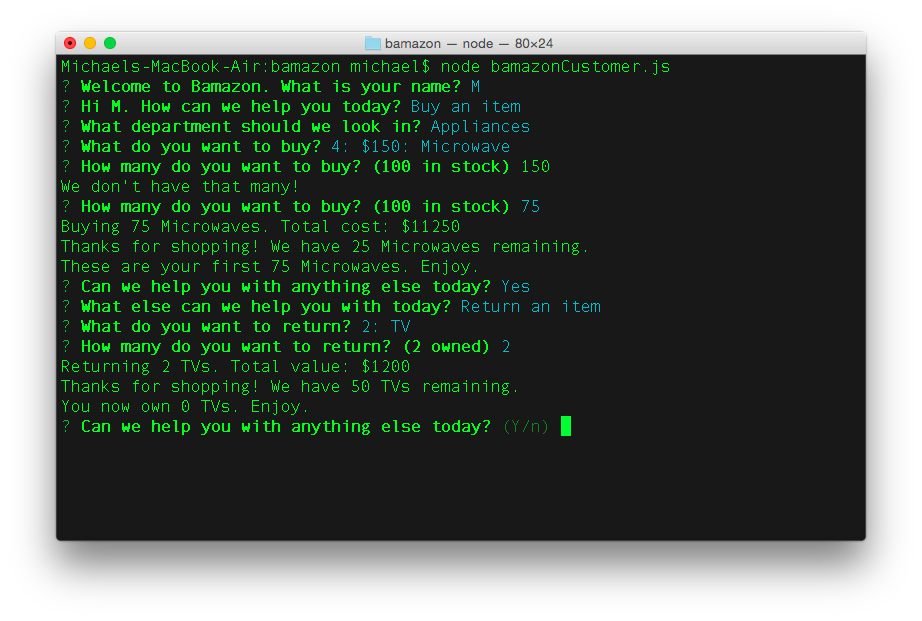 bamazon — node — 80×24
Michaels-MacBook-Air:bamazon michael$ node bamazonCustomer.js
? Welcome to Bamazon. What is your name? M
? Hi M. How can we help you today? Buy an item
? What department should we look in? Appliances
? What do you want to buy? 4: $150: Microwave
? How many do you want to buy? (100 in stock) 150
We don't have that many!
? How many do you want to buy? (100 in stock) 75
Buying 75 Microwaves. Total cost: $11250
Thanks for shopping! We have 25 Microwaves remaining.
These are your first 75 Microwaves. Enjoy.
? Can we help you with anything else today? Yes
? What else can we help you with today? Return an item
? What do you want to return? 2: TV
? How many do you want to return? (2 owned) 2
Returning 2 TVs. Total value: $1200
Thanks for shopping! We have 50 TVs remaining.
You now own 0 TVs. Enjoy.
? Can we help you with anything else today? (Y/n)